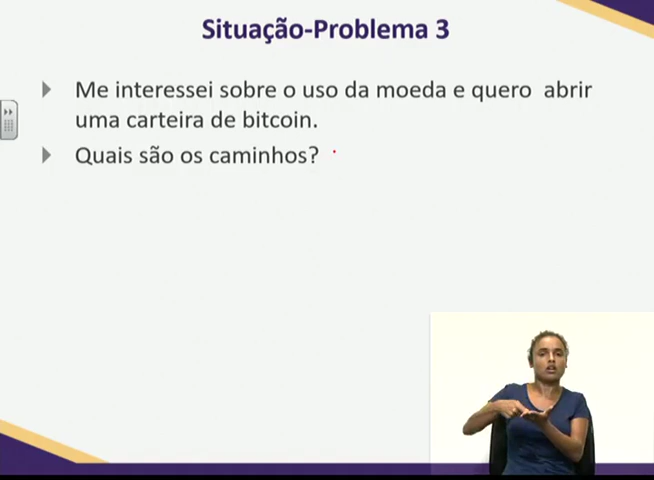 Situação-Problema 3
Me interessei sobre o uso da moeda e quero abrir
uma carteira de bitcoin.
Quais são os caminhos?